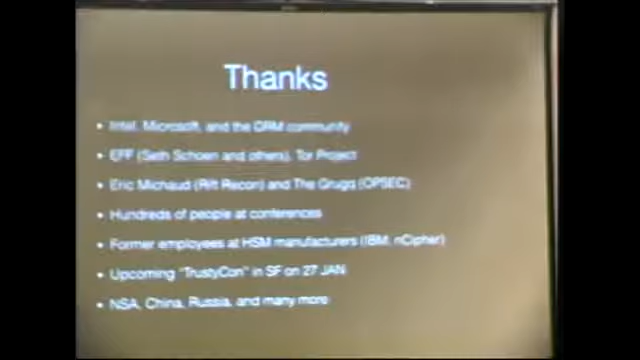 Thanks
• Intel, Microsoft, and the DRM community
• EFF (Seth Schoen and others), Tor Project
• Eric Michaud (Rift Recon) and The Grugq (OPSEC)
• Hundreds of people at conferences
• Former employees at HSM manufacturers (IBM, nCipher)
• Upcoming "TrustyCon" in SF on 27 JAN
• NSA, China, Russia, and many more